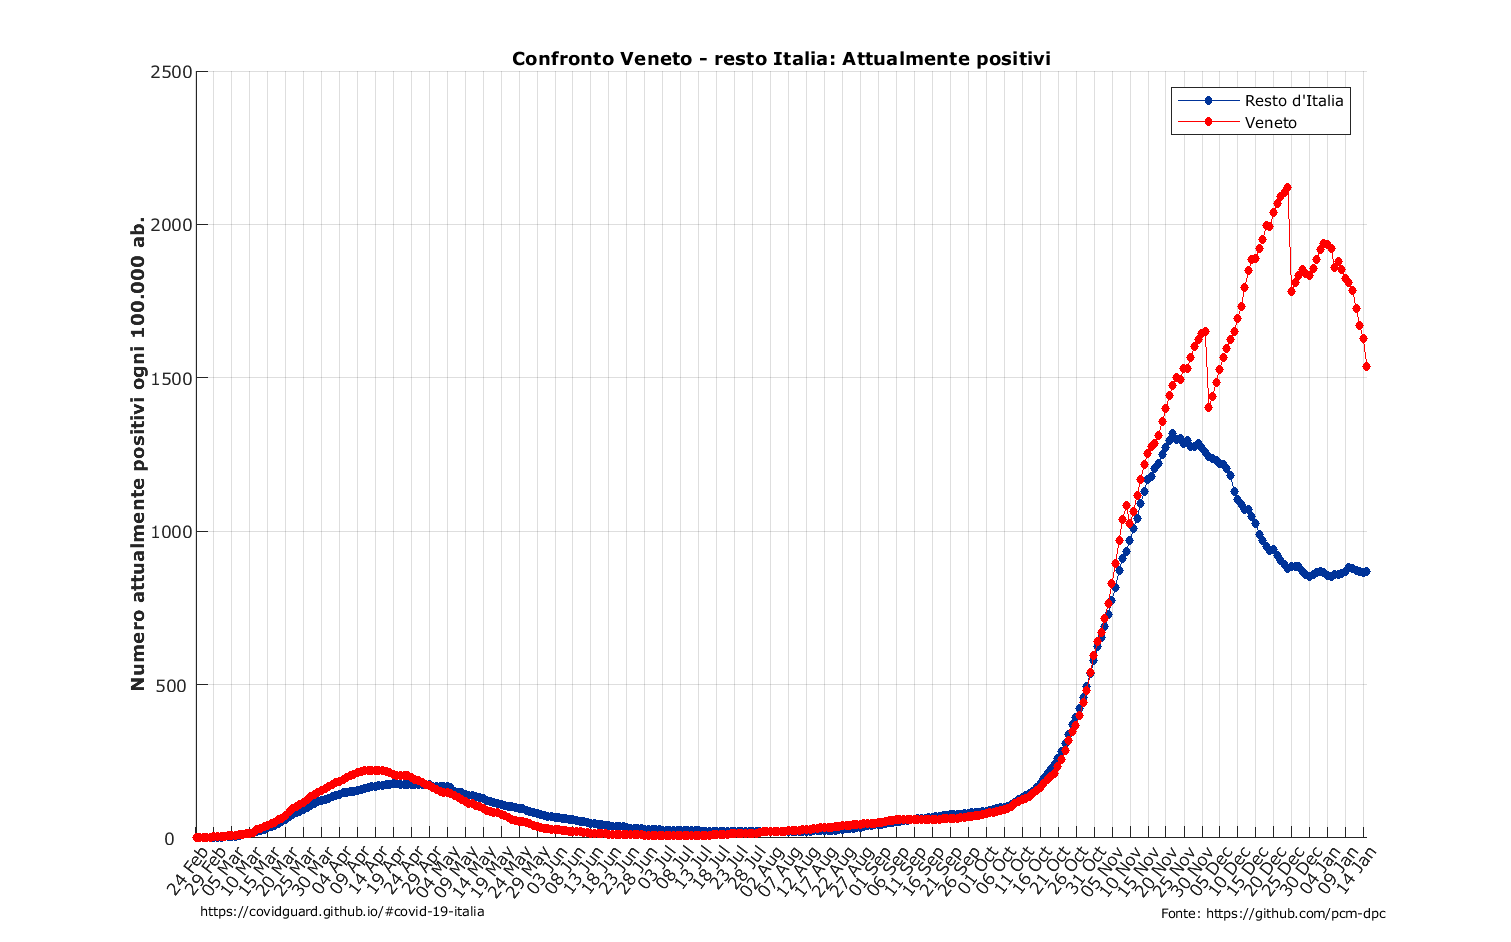 Confronto Veneto - resto Italia: Attualmente positivi
Resto d'Italia
Veneto
Numero attualmente positivi ogni 100.000 ab.
2500
2000
1500
1000
500
0
24 Feb
29 Feb
05 Mar
10 Mar
15 Mar
20 Mar
25 Mar
30 Mar
04 Apr
09 Apr
14 Apr
19 Apr
24 Apr
29 Apr
04 May
09 May
14 May
19 May
24 May
29 May
03 Jun
08 Jun
13 Jun
18 Jun
23 Jun
28 Jun
03 Jul
08 Jul
13 Jul
18 Jul
23 Jul
28 Jul
02 Aug
07 Aug
12 Aug
17 Aug
22 Aug
27 Aug
01 Sep
06 Sep
11 Sep
16 Sep
21 Sep
26 Sep
01 Oct
06 Oct
11 Oct
16 Oct
21 Oct
26 Oct
31 Oct
05 Nov
10 Nov
15 Nov
20 Nov
25 Nov
30 Nov
05 Dec
10 Dec
15 Dec
20 Dec
25 Dec
30 Dec
04 Jan
09 Jan
14 Jan
https://covidguard.github.io/#covid-19-italia
Fonte: https://github.com/pcm-dpc